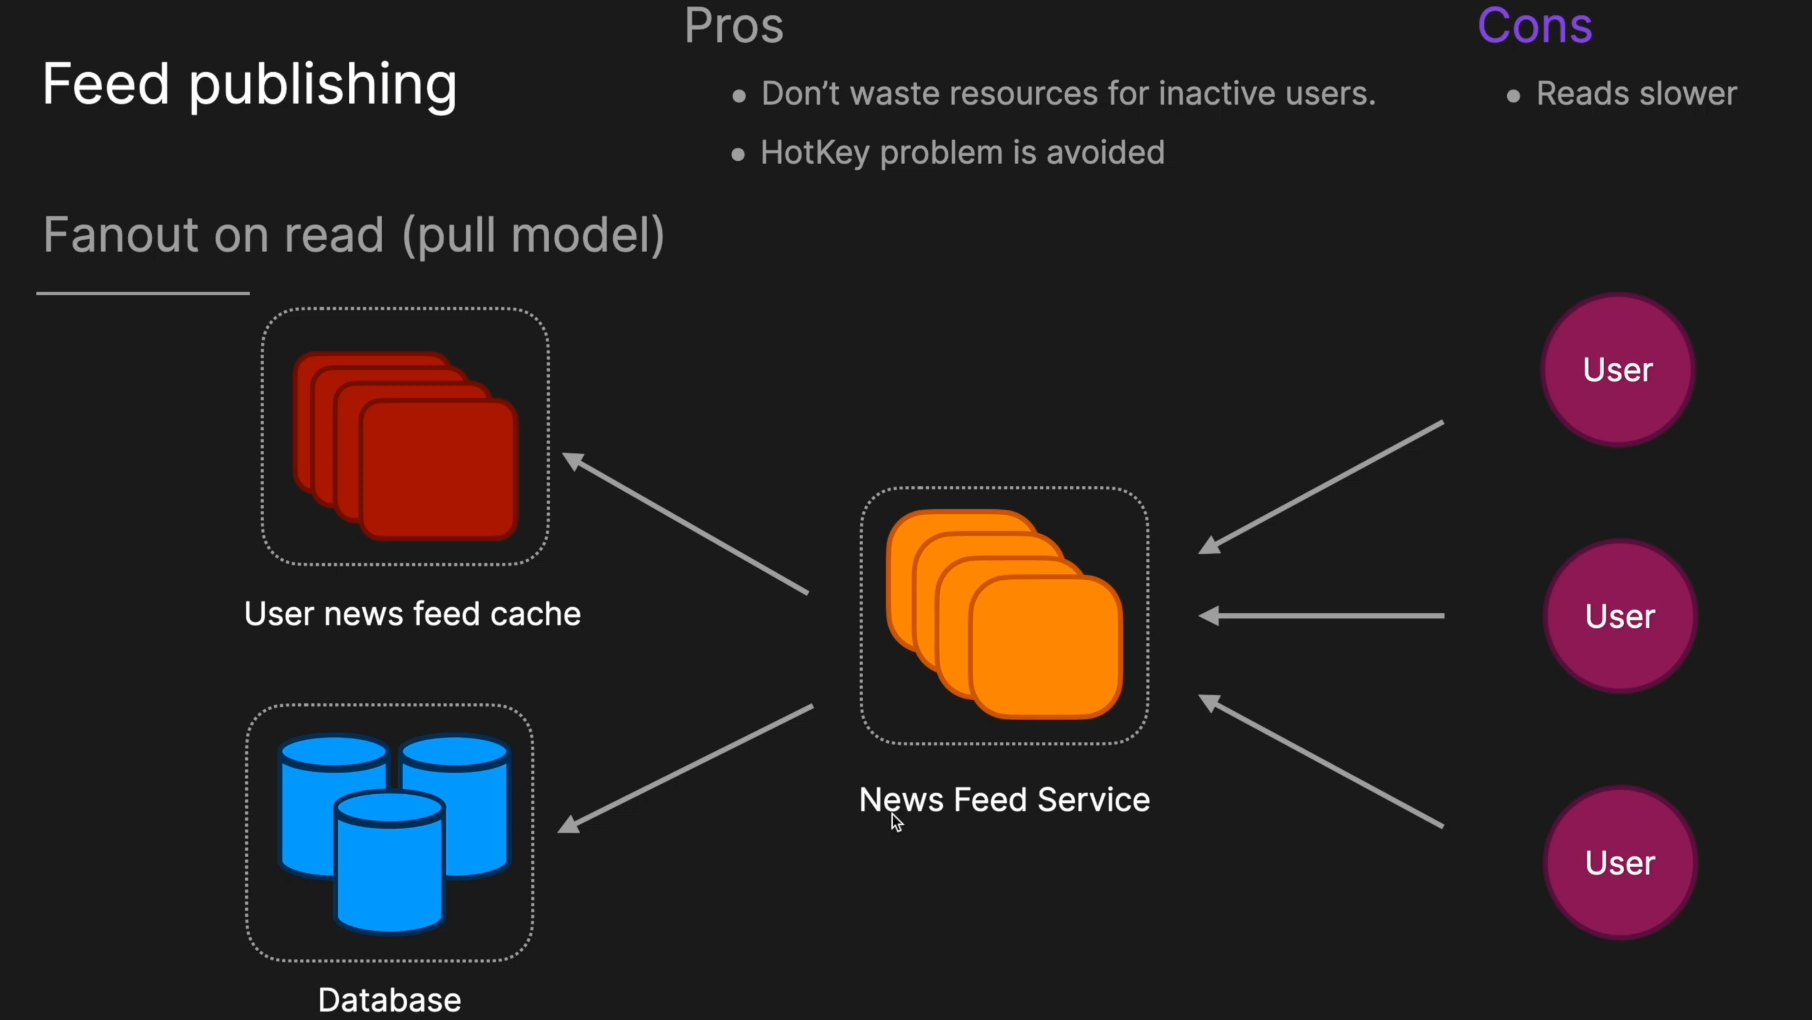 Feed publishing
Pros
• Don't waste resources for inactive users.
• HotKey problem is avoided
Cons
• Reads slower
Fanout on read (pull model)
User news feed cache
Database
News Feed Service
User
User
User